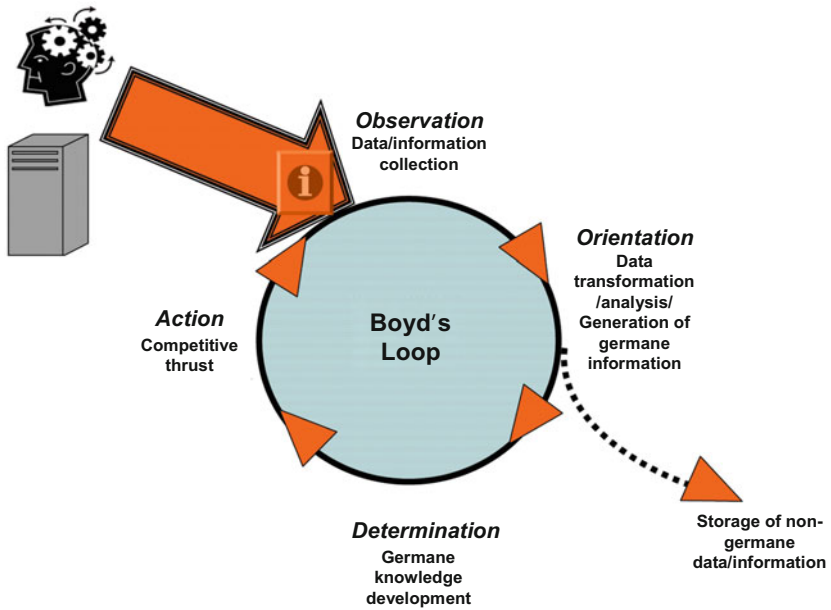 Observation
Data/information
collection
i
Orientation
Data
transformation
/analysis/
Generation of
germane
information
Boyd's
Loop
Action
Competitive
thrust
Determination
Germane
knowledge
development
Storage of non-
germane
data/information